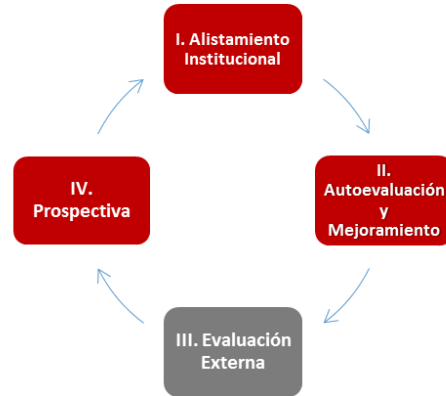 I. Alistamiento
Institucional
II.
Autoevaluación
y
Mejoramiento
III. Evaluación
Externa
IV.
Prospectiva